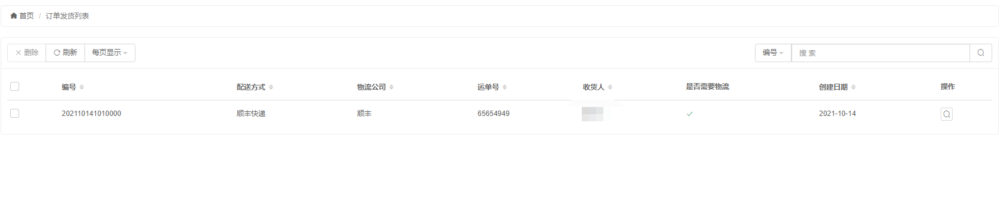 首页 / 订单发货列表
删除 刷新 每页显示 编号 搜 索
编号 配送方式 物流公司 运单号 收货人 是否需要物流 创建日期 操作
202110141010000 顺丰快递 顺丰 65654949 2021-10-14